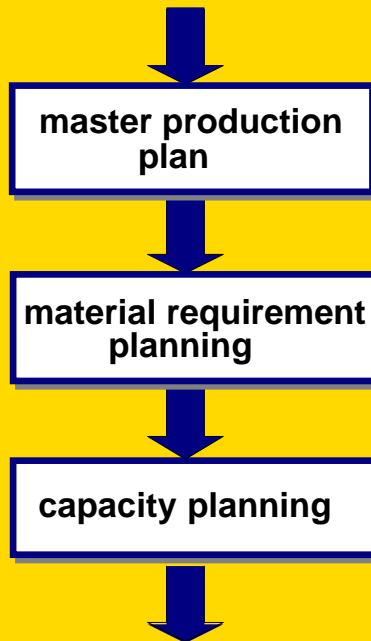 master production
plan
material requirement
planning
capacity planning